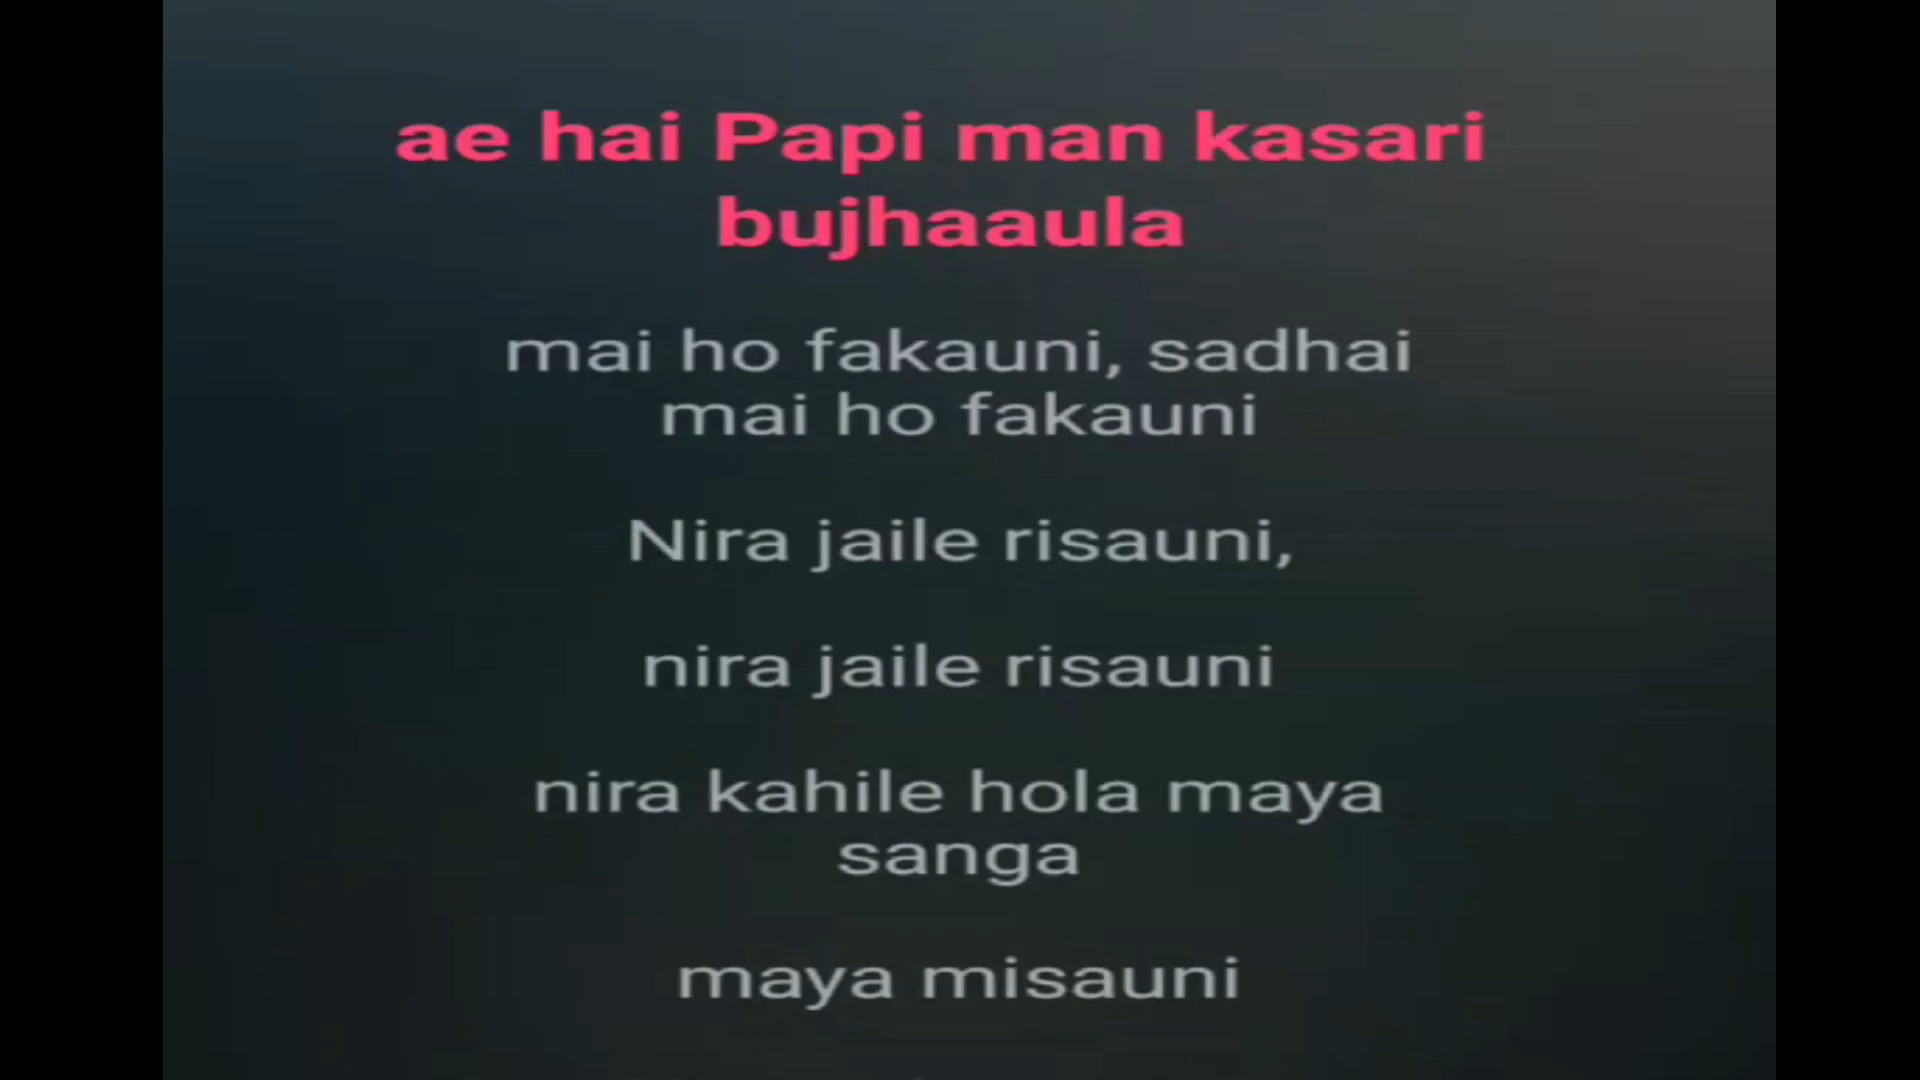 ae hai Papi man kasari
bujhaaula
mai ho fakauni, sadhai
mai ho fakauni
Nira jaile risauni,
nira jaile risauni
nira kahile hola maya
sanga
maya misauni